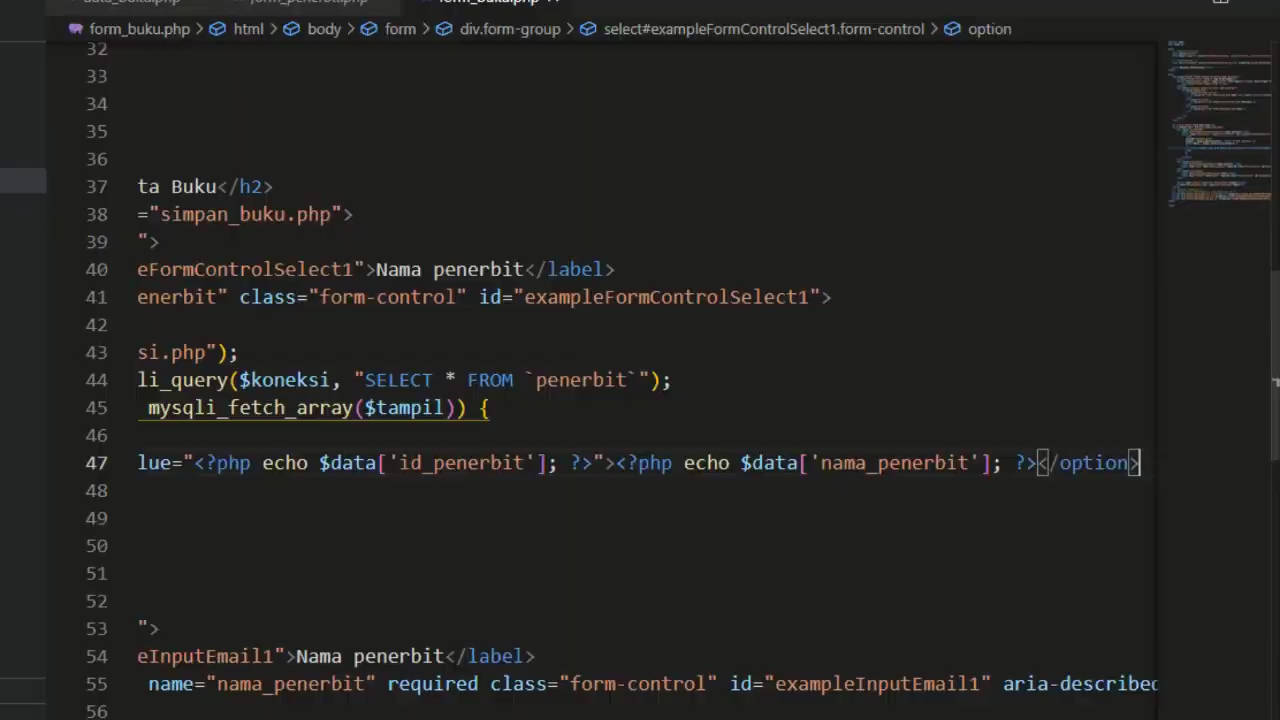 form_buku.php > html > body > form > div.form-group > select#exampleFormControlSelect1.form-control > option
32
33
34
35
36
37 ta Buku</h2>
38 ="simpan_buku.php">
39 ">
40 eFormControlSelect1">Nama penerbit</label>
41 enerbit" class="form-control" id="exampleFormControlSelect1">
42
43 si.php");
44 li_query($koneksi, "SELECT * FROM `penerbit`");
45 mysqli_fetch_array($tampil)) {
46
47 lue="<?php echo $data['id_penerbit']; ?>"><?php echo $data['nama_penerbit']; ?></option>
48
49
50
51
52
53 ">
54 eInputEmail1">Nama penerbit</label>
55 name="nama_penerbit" required class="form-control" id="exampleInputEmail1" aria-described
56